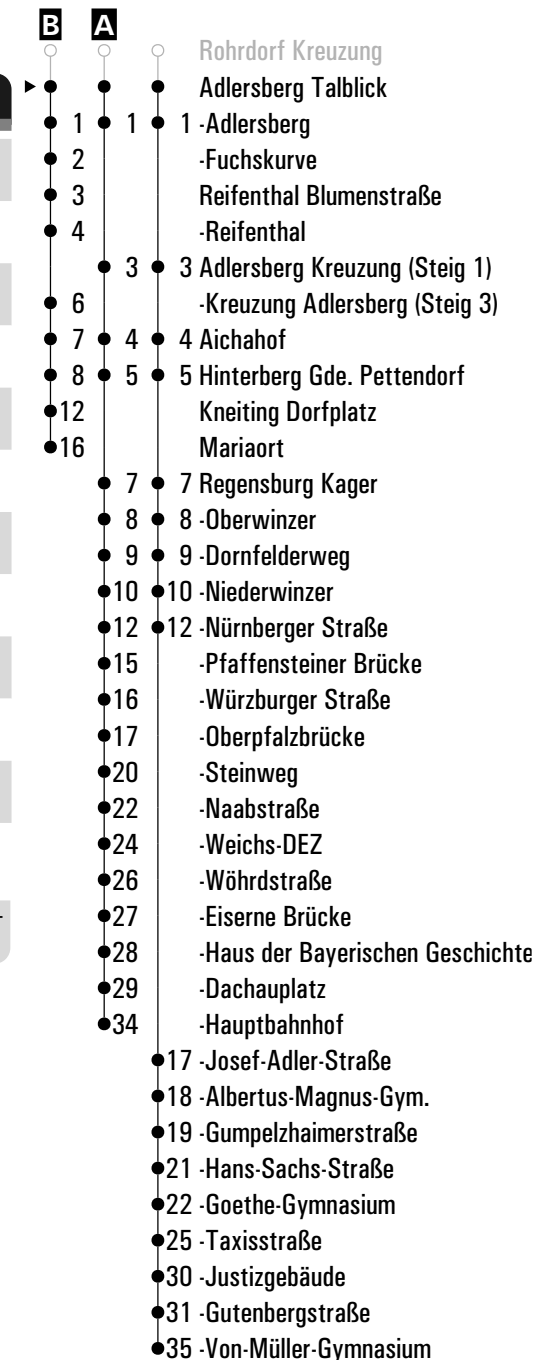 B A
Rohrdorf Kreuzung
Adlersberg Talblick
1 1 1 -Adlersberg
2 -Fuchskurve
3 Reifenthal Blumenstraße
4 -Reifenthal
3 3 Adlersberg Kreuzung (Steig 1)
6 -Kreuzung Adlersberg (Steig 3)
7 4 4 Aichahof
8 5 5 Hinterberg Gde. Pettendorf
12 Kneiting Dorfplatz
16 Mariaort
7 7 Regensburg Kager
8 8 -Oberwinzer
9 9 -Dornfelderweg
10 10 -Niederwinzer
12 12 -Nürnberger Straße
15 -Pfaffensteiner Brücke
16 -Würzburger Straße
17 -Oberpfalzbrücke
20 -Steinweg
22 -Naabstraße
24 -Weichs-DEZ
26 -Wöhrdstraße
27 -Eiserne Brücke
28 -Haus der Bayerischen Geschichte
29 -Dachauplatz
34 -Hauptbahnhof
17 -Josef-Adler-Straße
18 -Albertus-Magnus-Gym.
19 -Gumpelzhaimerstraße
21 -Hans-Sachs-Straße
22 -Goethe-Gymnasium
25 -Taxisstraße
30 -Justizgebäude
31 -Gutenbergstraße
35 -Von-Müller-Gymnasium